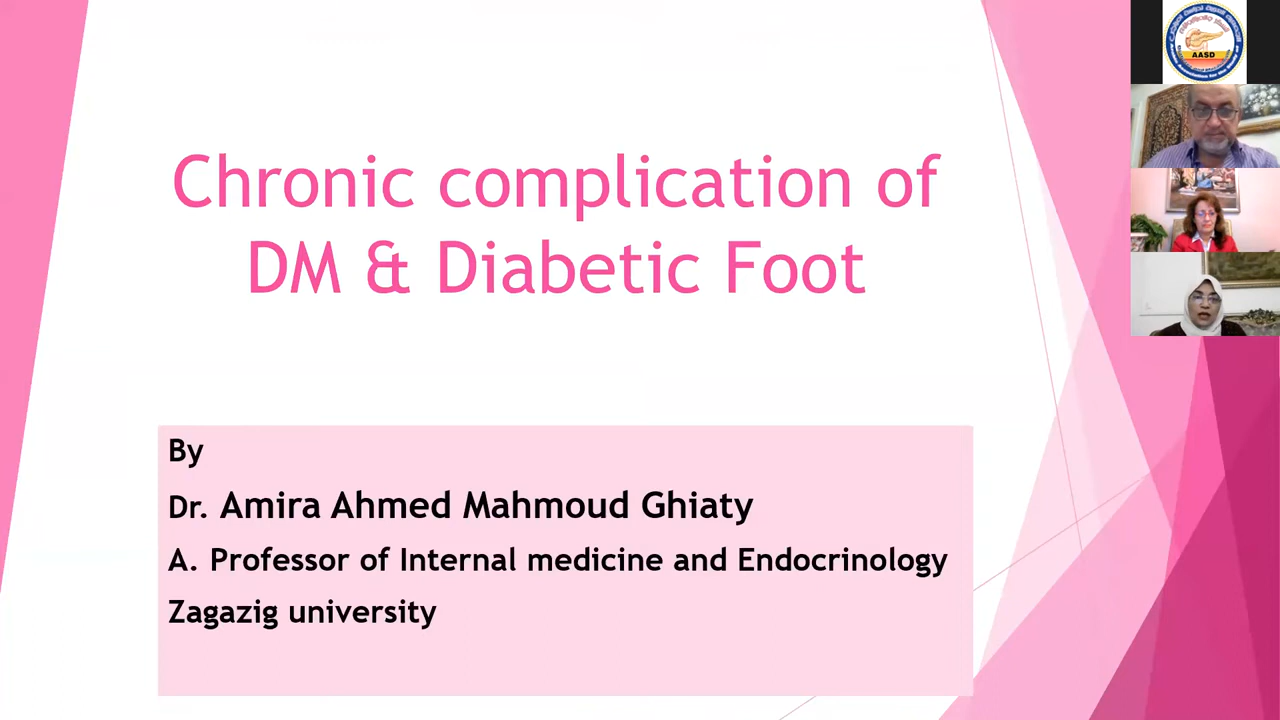 Chronic complication of
DM & Diabetic Foot
By
Dr. Amira Ahmed Mahmoud Ghiaty
A. Professor of Internal medicine and Endocrinology
Zagazig university
AASD